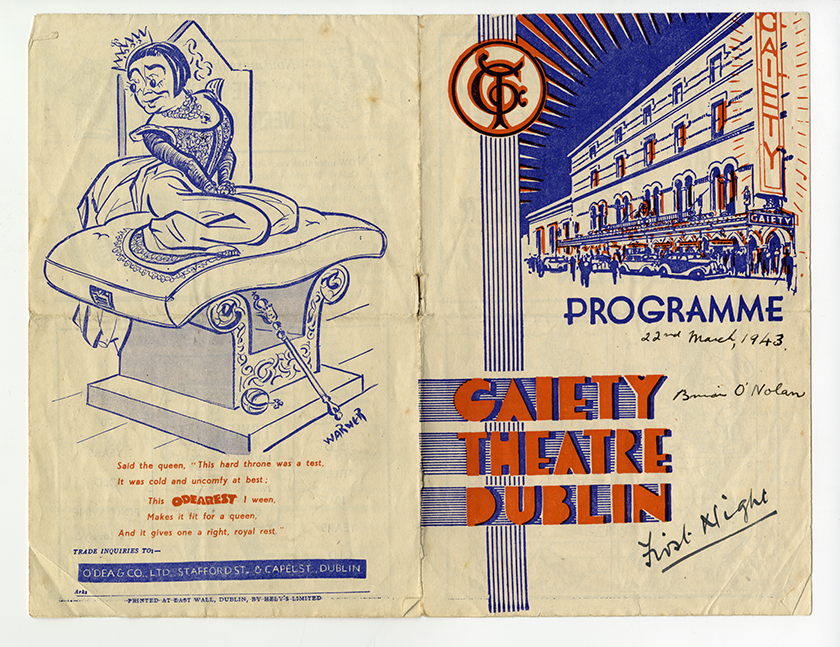 WARNER
Said the queen, "This hard throne was a test,
It was cold and uncomfy at best;
This ODEAREST I ween,
Makes it fit for a queen,
And it gives one a right, royal rest."
TRADE INQUIRIES TO:—
O'DEA & CO., LTD., STAFFORD ST., & CAPEL ST., DUBLIN
Arks
PRINTED AT EAST WALL, DUBLIN, BY HELY'S LIMITED
GAIETY
GAIETY
PROGRAMME
22nd March, 1943.
Brian O'Nolan
GAIETY
THEATRE
DUBLIN
First Night